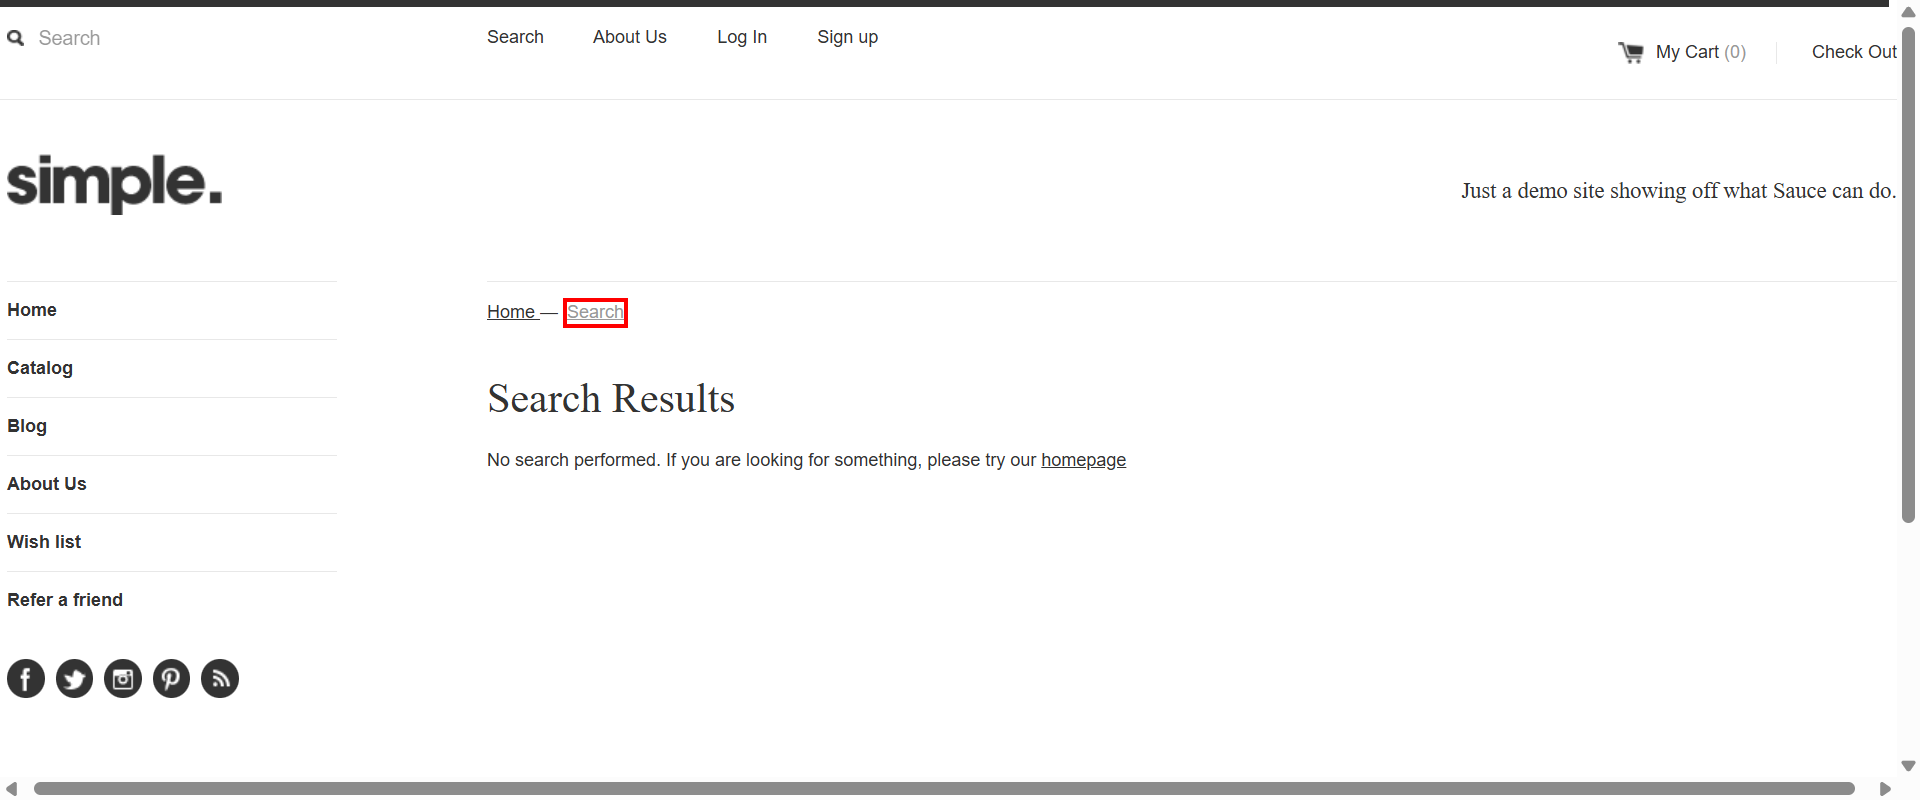 Search
Search About Us Log In Sign up
My Cart (0) Check Out
simple.
Just a demo site showing off what Sauce can do.
Home
Catalog
Blog
About Us
Wish list
Refer a friend
Home — Search
Search Results
No search performed. If you are looking for something, please try our homepage